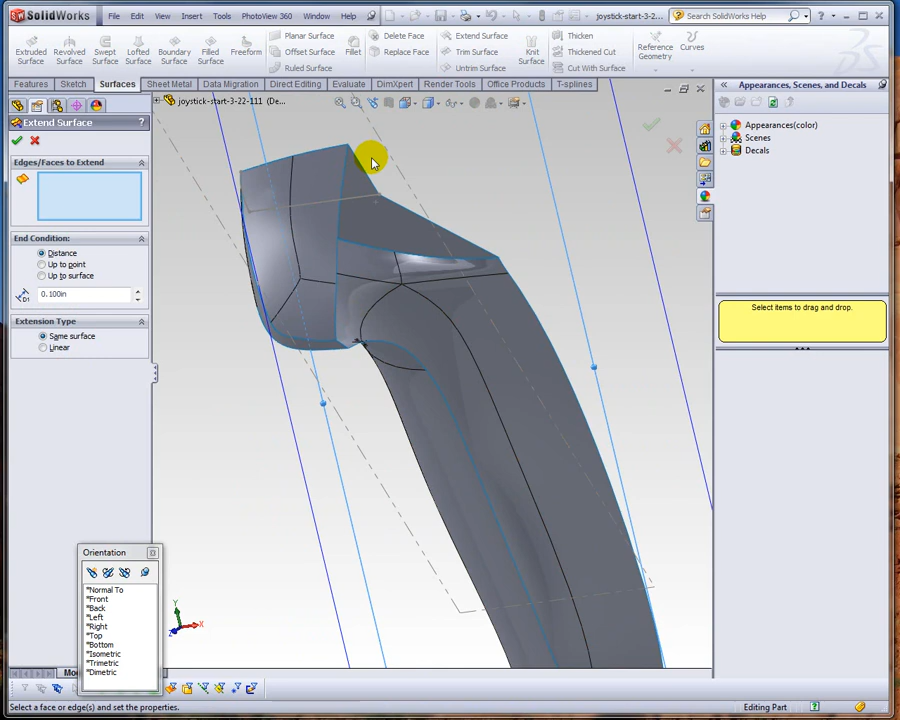 SolidWorks File Edit View Insert Tools PhotoView 360 Window Help joystick-start-3-2... Search SolidWorks Help
Extruded Surface Revolved Surface Swept Surface Lofted Surface Boundary Surface Filled Surface Freeform Planar Surface Offset Surface Ruled Surface Fillet Delete Face Replace Face Extend Surface Trim Surface Untrim Surface Knit Surface Thicken Thickened Cut Cut With Surface Reference Geometry Curves
Features Sketch Surfaces Sheet Metal Data Migration Direct Editing Evaluate DimXpert Render Tools Office Products T-splines
Appearances, Scenes, and Decals
joystick-start-3-22-111 (De...
Extend Surface ?
Edges/Faces to Extend
End Condition:
Distance
Up to point
Up to surface
D1
0.100in
Extension Type
Same surface
Linear
Appearances(color)
Scenes
Decals
Select items to drag and drop.
Orientation
*Normal To
*Front
*Back
*Left
*Right
*Top
*Bottom
*Isometric
*Trimetric
*Dimetric
Y
X
Z
Mo
Select a face or edge(s) and set the properties.
Editing Part